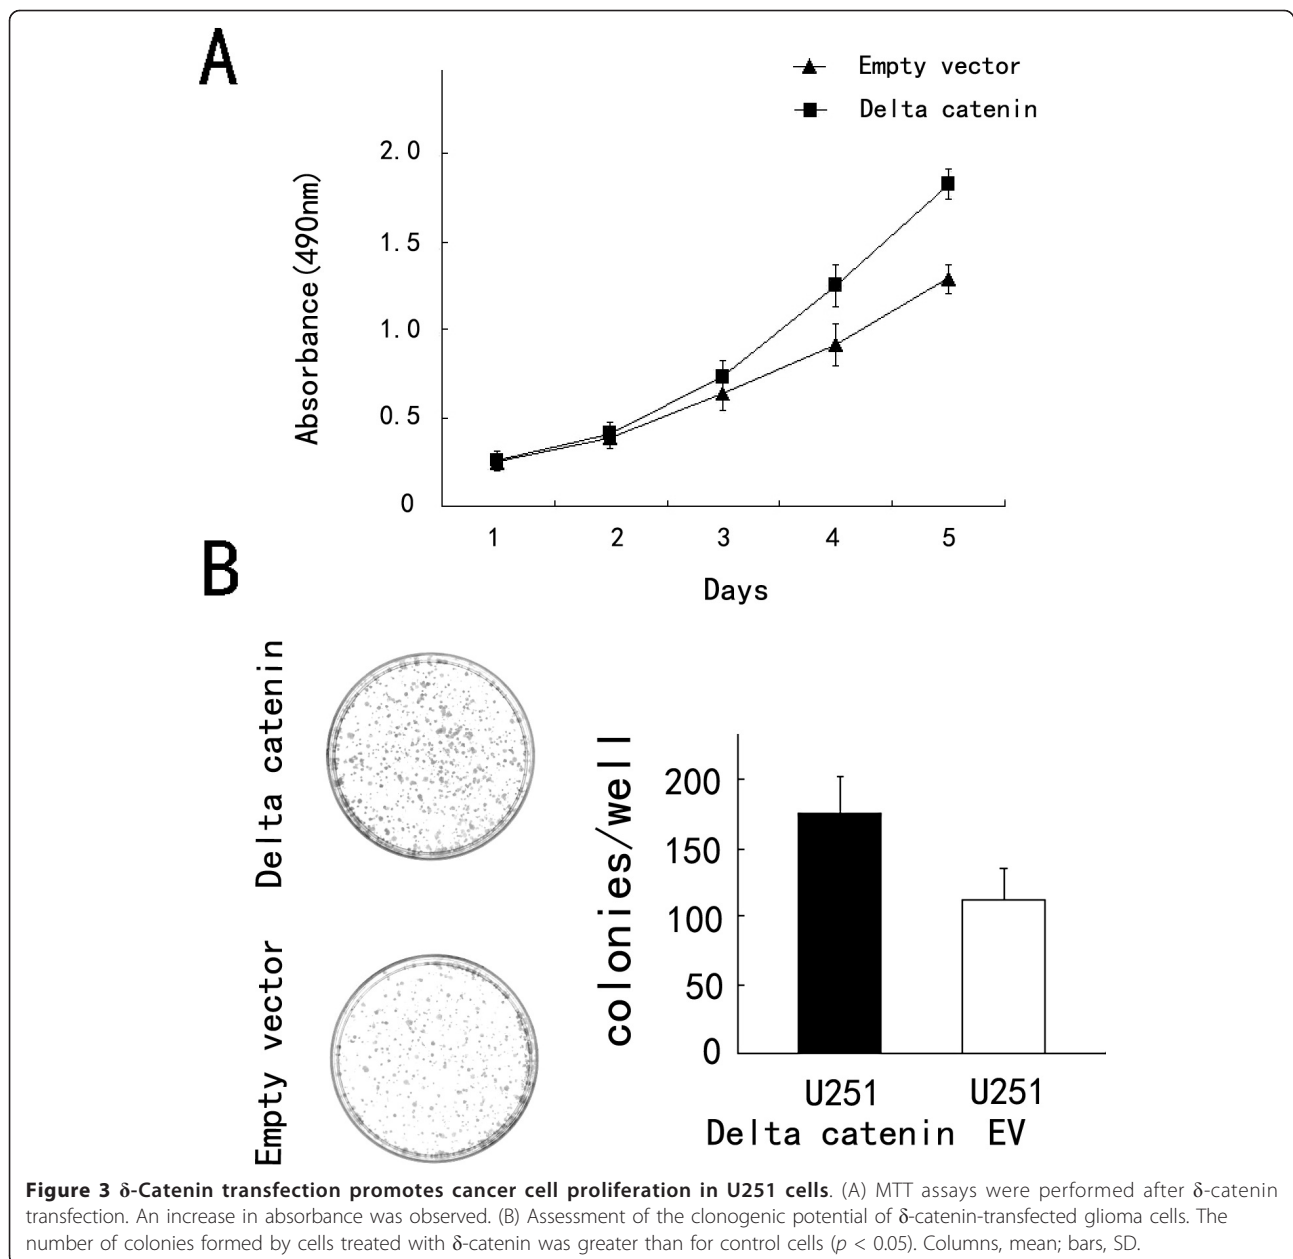 A
Empty vector
Delta catenin
Absorbance(490nm)
2.0
1.5
1.0
0.5
0
1 2 3 4 5
Days
B
Delta catenin
Empty vector
colonies/well
200
150
100
50
0
U251 U251
Delta catenin EV
Figure 3 δ-Catenin transfection promotes cancer cell proliferation in U251 cells. (A) MTT assays were performed after δ-catenin
transfection. An increase in absorbance was observed. (B) Assessment of the clonogenic potential of δ-catenin-transfected glioma cells. The
number of colonies formed by cells treated with δ-catenin was greater than for control cells (p < 0.05). Columns, mean; bars, SD.